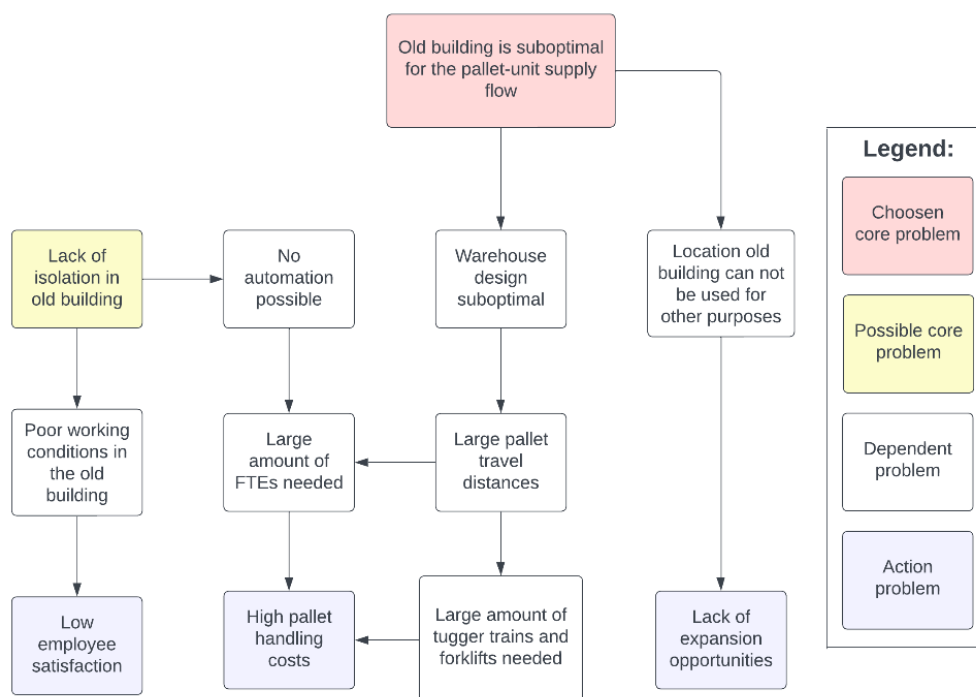 Old building is suboptimal
for the pallet-unit supply
flow
Lack of
isolation in
old building
No
automation
possible
Warehouse
design
suboptimal
Location old
building can not
be used for
other purposes
Poor working
conditions in
the old
building
Large
amount of
FTEs needed
Large pallet
travel
distances
Low
employee
satisfaction
High pallet
handling
costs
Large amount of
tugger trains and
forklifts needed
Lack of
expansion
opportunities
Legend:
Choosen
core problem
Possible core
problem
Dependent
problem
Action
problem